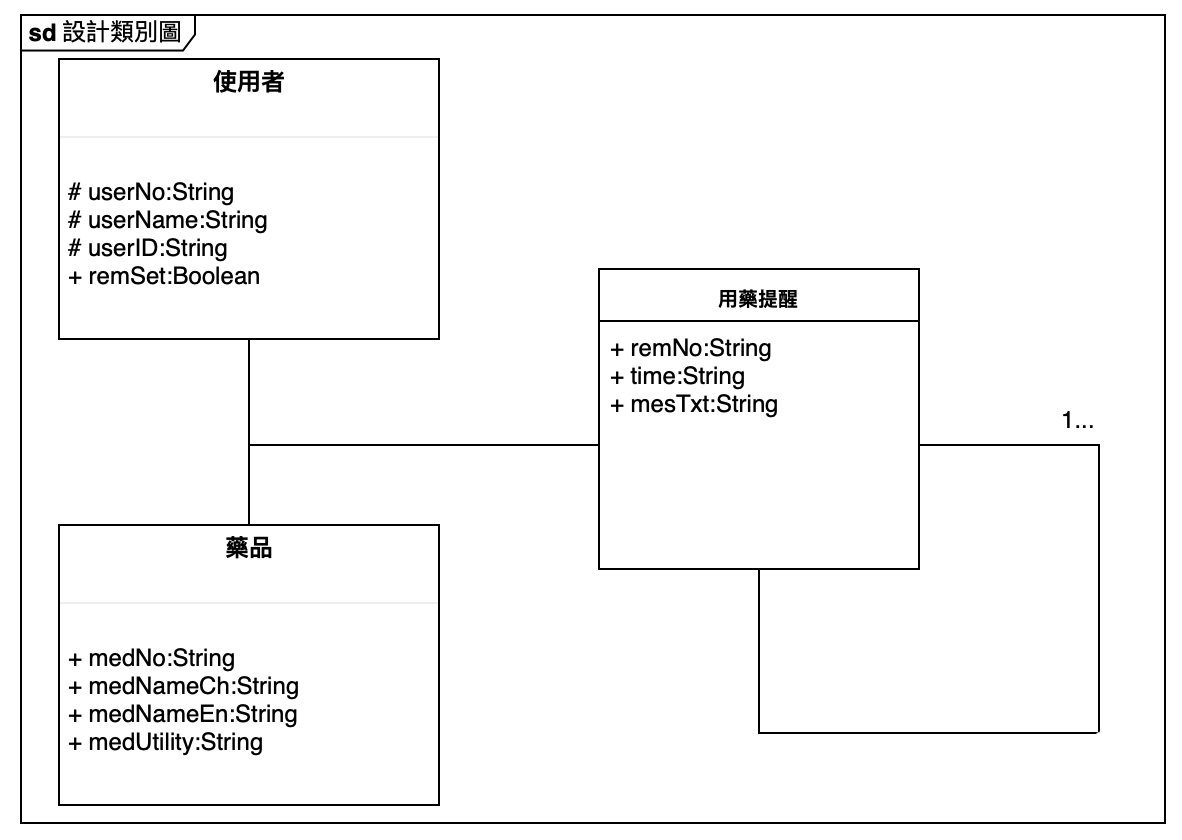 sd 設計類別圖
使用者
# userNo:String
# userName:String
# userID:String
+ remSet:Boolean
用藥提醒
+ remNo:String
+ time:String
+ mesTxt:String
1...
藥品
+ medNo:String
+ medNameCh:String
+ medNameEn:String
+ medUtility:String